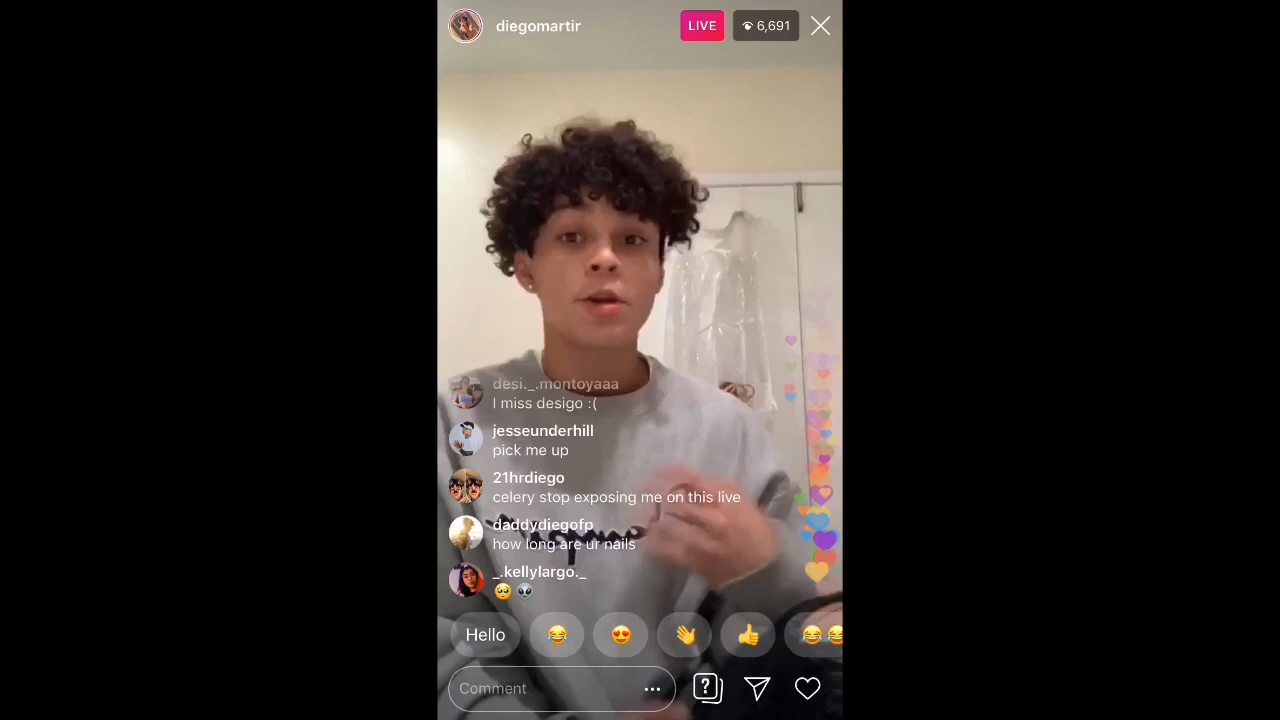 diegomartir
LIVE
6,691
desi._.montoyaaa
I miss desigo :(
jesseunderhill
pick me up
21hrdiego
celery stop exposing me on this live
daddydiegofp
how long are ur nails
_.kellylargo._
🥺 👽
Hello 😂 😍 👋 👍 😂😂
Comment ...
?